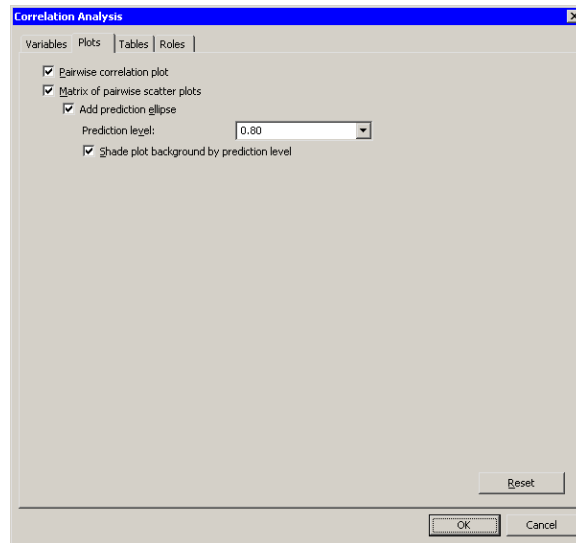 Correlation Analysis
Variables Plots Tables Roles
Pairwise correlation plot
Matrix of pairwise scatter plots
Add prediction ellipse
Prediction level: 0.80
Shade plot background by prediction level
Reset
OK Cancel